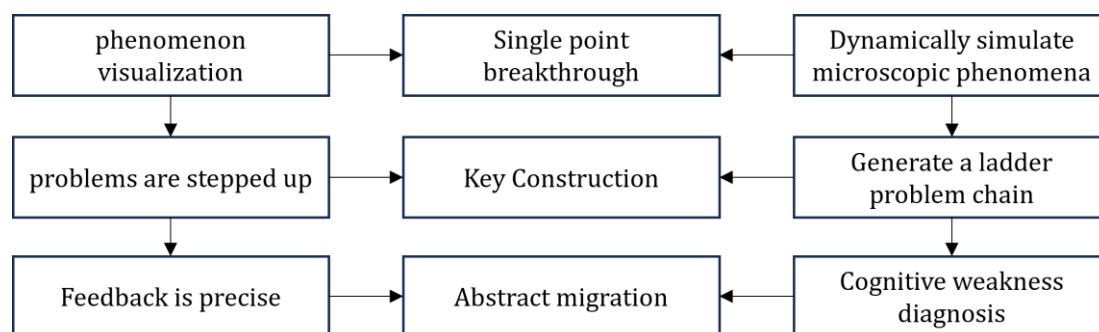 phenomenon
visualization
Single point
breakthrough
Dynamically simulate
microscopic phenomena
problems are stepped up
Key Construction
Generate a ladder
problem chain
Feedback is precise
Abstract migration
Cognitive weakness
diagnosis